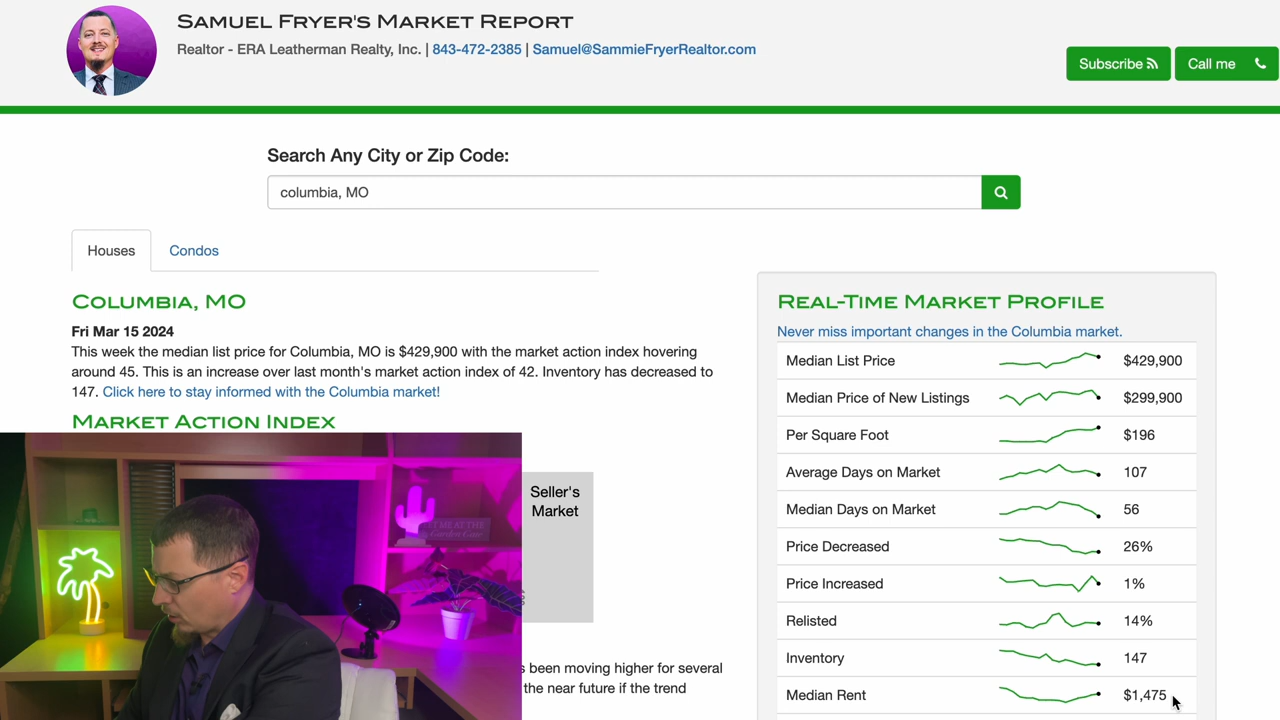 Samuel Fryer's Market Report
Realtor - ERA Leatherman Realty, Inc. | 843-472-2385 | Samuel@SammieFryerRealtor.com
Subscribe
Call me
Search Any City or Zip Code:
columbia, MO
Houses
Condos
Columbia, MO
Fri Mar 15 2024
This week the median list price for Columbia, MO is $429,900 with the market action index hovering
around 45. This is an increase over last month's market action index of 42. Inventory has decreased to
147. Click here to stay informed with the Columbia market!
Market Action Index
Seller's
Market
been moving higher for several
the near future if the trend
Real-Time Market Profile
Never miss important changes in the Columbia market.
Median List Price $429,900
Median Price of New Listings $299,900
Per Square Foot $196
Average Days on Market 107
Median Days on Market 56
Price Decreased 26%
Price Increased 1%
Relisted 14%
Inventory 147
Median Rent $1,475